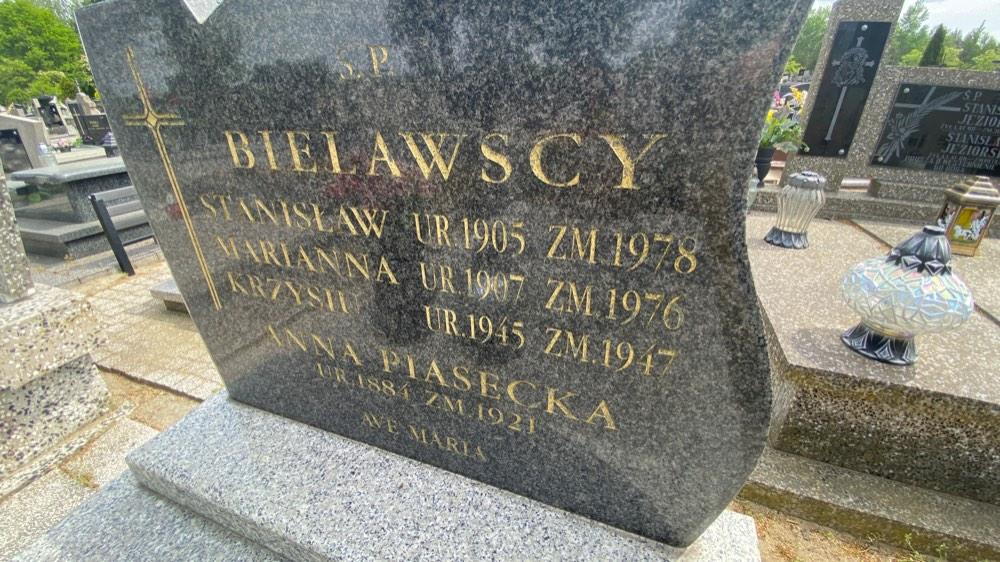 Ś. P.
BIELAWSCY
STANISŁAW UR.1905 ZM.1978
MARIANNA UR.1907 ZM.1976
KRZYSIU UR.1945 ZM.1947
ANNA PIASECKA
UR.1884 ZM.1921
AVE MARIA
Ś.P.